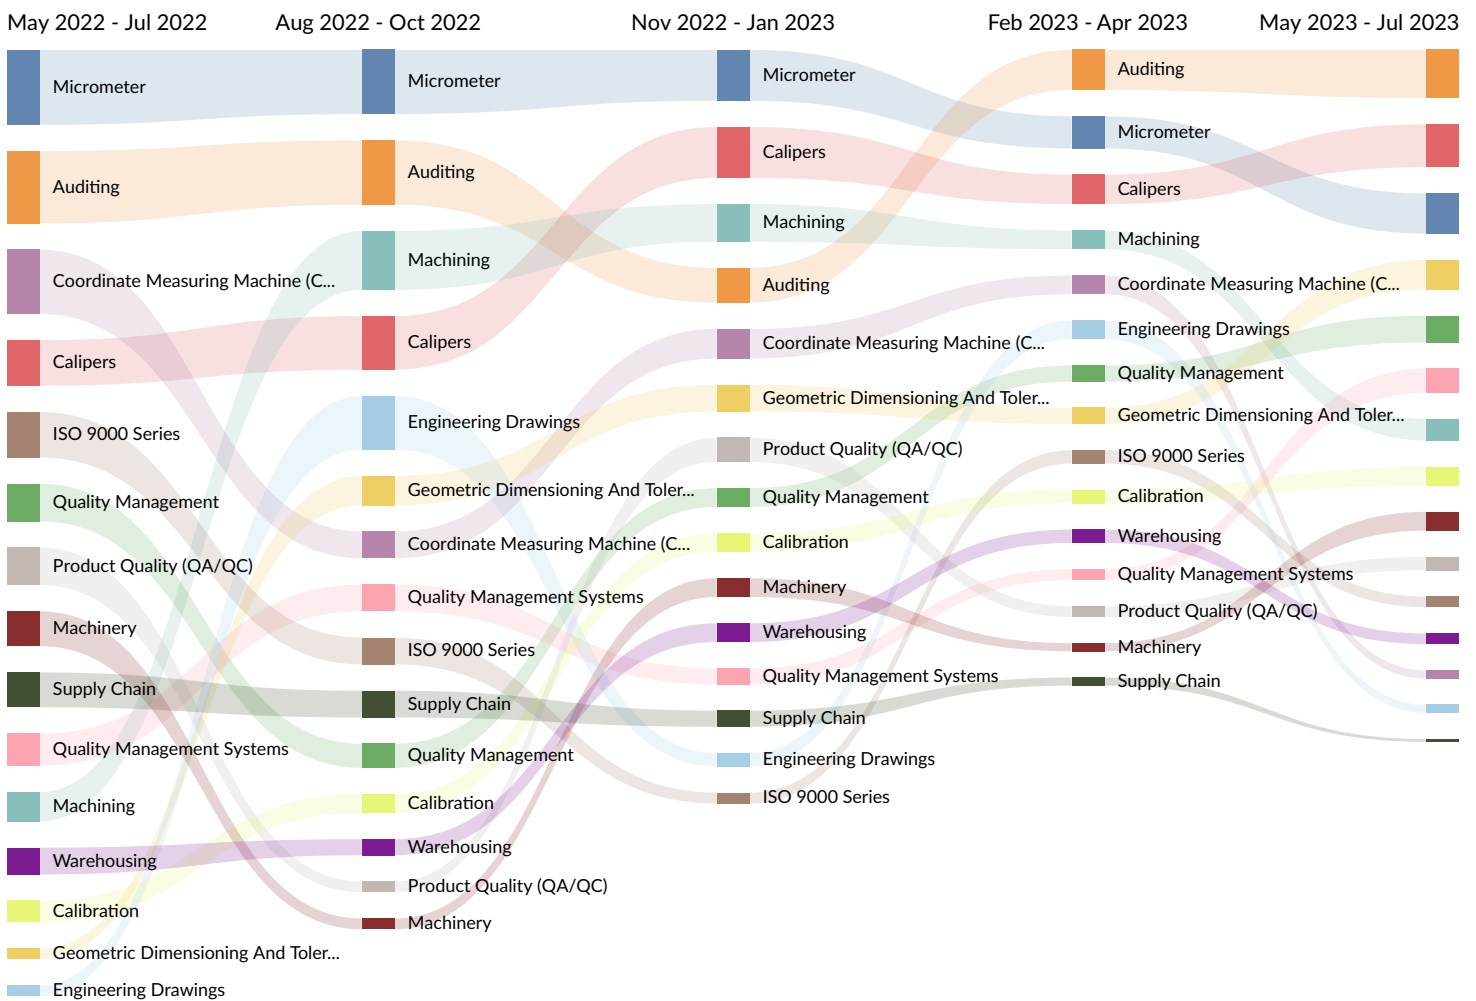 May 2022 - Jul 2022
Aug 2022 - Oct 2022
Nov 2022 - Jan 2023
Feb 2023 - Apr 2023
May 2023 - Jul 2023
Micrometer
Auditing
Coordinate Measuring Machine (C...
Calipers
ISO 9000 Series
Quality Management
Product Quality (QA/QC)
Machinery
Supply Chain
Quality Management Systems
Machining
Warehousing
Calibration
Geometric Dimensioning And Toler...
Engineering Drawings
Micrometer
Auditing
Machining
Calipers
Engineering Drawings
Geometric Dimensioning And Toler...
Coordinate Measuring Machine (C...
Quality Management Systems
ISO 9000 Series
Supply Chain
Quality Management
Calibration
Warehousing
Product Quality (QA/QC)
Machinery
Micrometer
Calipers
Machining
Auditing
Coordinate Measuring Machine (C...
Geometric Dimensioning And Toler...
Product Quality (QA/QC)
Quality Management
Calibration
Machinery
Warehousing
Quality Management Systems
Supply Chain
Engineering Drawings
ISO 9000 Series
Auditing
Micrometer
Calipers
Machining
Coordinate Measuring Machine (C...
Engineering Drawings
Quality Management
Geometric Dimensioning And Toler...
ISO 9000 Series
Calibration
Warehousing
Quality Management Systems
Product Quality (QA/QC)
Machinery
Supply Chain